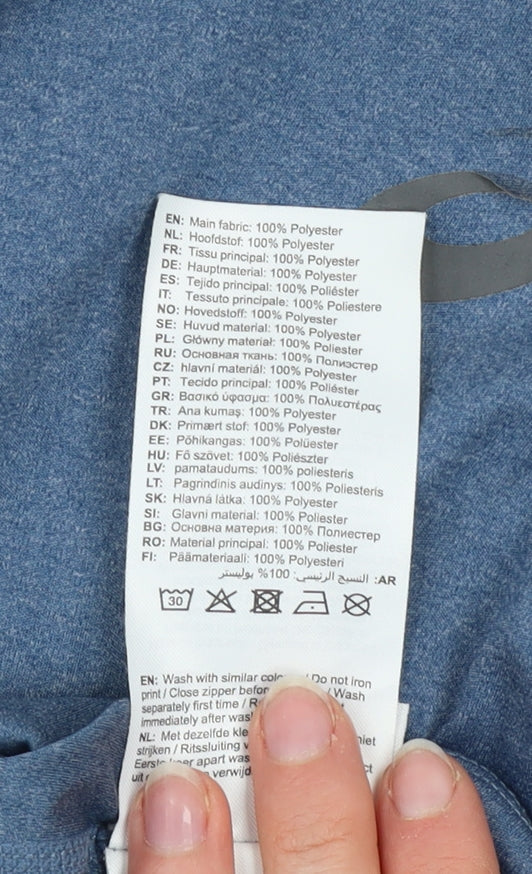 EN: Main fabric: 100% Polyester
NL: Hoofdstof: 100% Polyester
FR: Tissu principal: 100% Polyester
DE: Hauptmaterial: 100% Polyester
ES: Tejido principal: 100% Poliéster
IT: Tessuto principale: 100% Poliestere
NO: Hovedstoff: 100% Polyester
SE: Huvud material: 100% Polyester
PL: Główny materiał: 100% Poliester
RU: Основная ткань: 100% Полиэстер
CZ: hlavní materiál: 100% Polyester
PT: Tecido principal: 100% Poliéster
GR: Βασικό ύφασμα: 100% Πολυεστέρας
TR: Ana kumaş: 100% Polyester
DK: Primært stof: 100% Polyester
EE: Põhikangas: 100% Polüester
HU: Fő szövet: 100% Poliészter
LV: pamataudums: 100% poliesteris
LT: Pagrindinis audinys: 100% Poliesteris
SK: Hlavná látka: 100% Polyester
SI: Glavni material: 100% Poliester
BG: Основна материя: 100% Полиестер
RO: Material principal: 100% Poliester
FI: Päämateriaali: 100% Polyesteri
AR: النسيج الرئيسي: 100% بوليستر
30
EN: Wash with similar / Do not iron
print / Close zipper / Wash
separately first time /
immediately after
NL: Met dezelfde niet
strijken / Ritssluiting
apart was